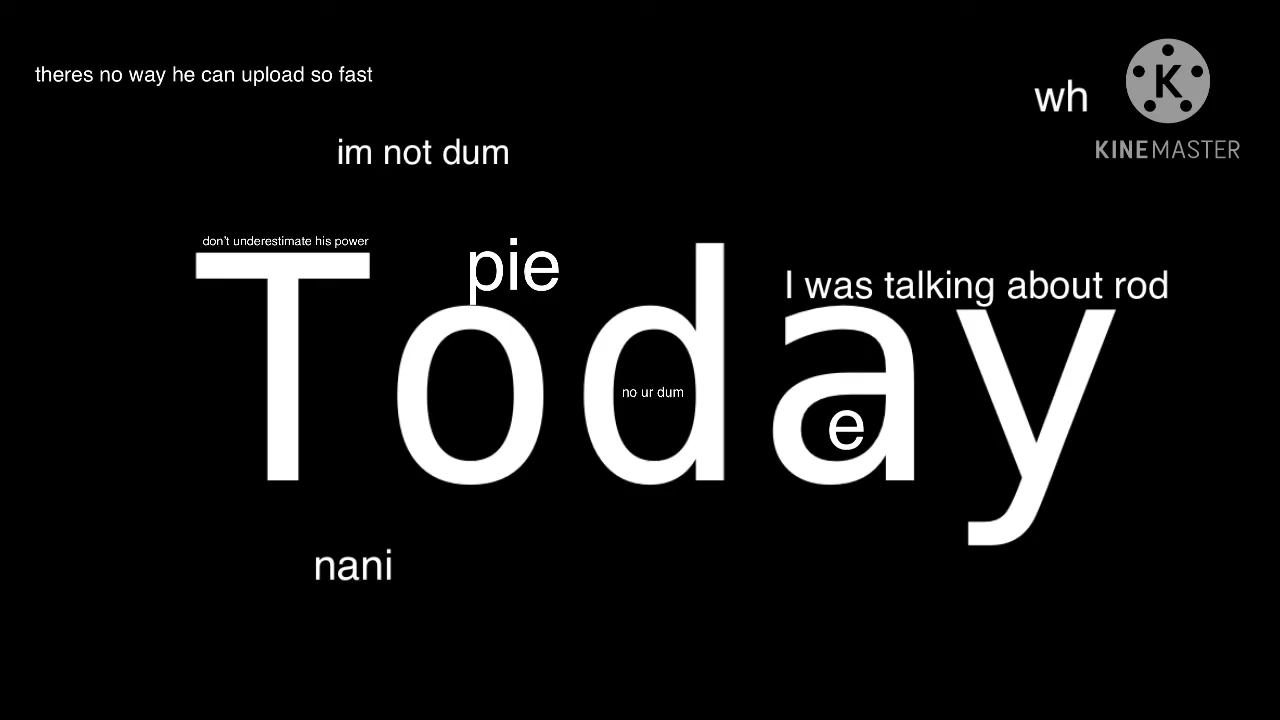 theres no way he can upload so fast
wh
K
KINEMASTER
im not dum
don't underestimate his power
pie
I was talking about rod
Today
no ur dum
e
nani